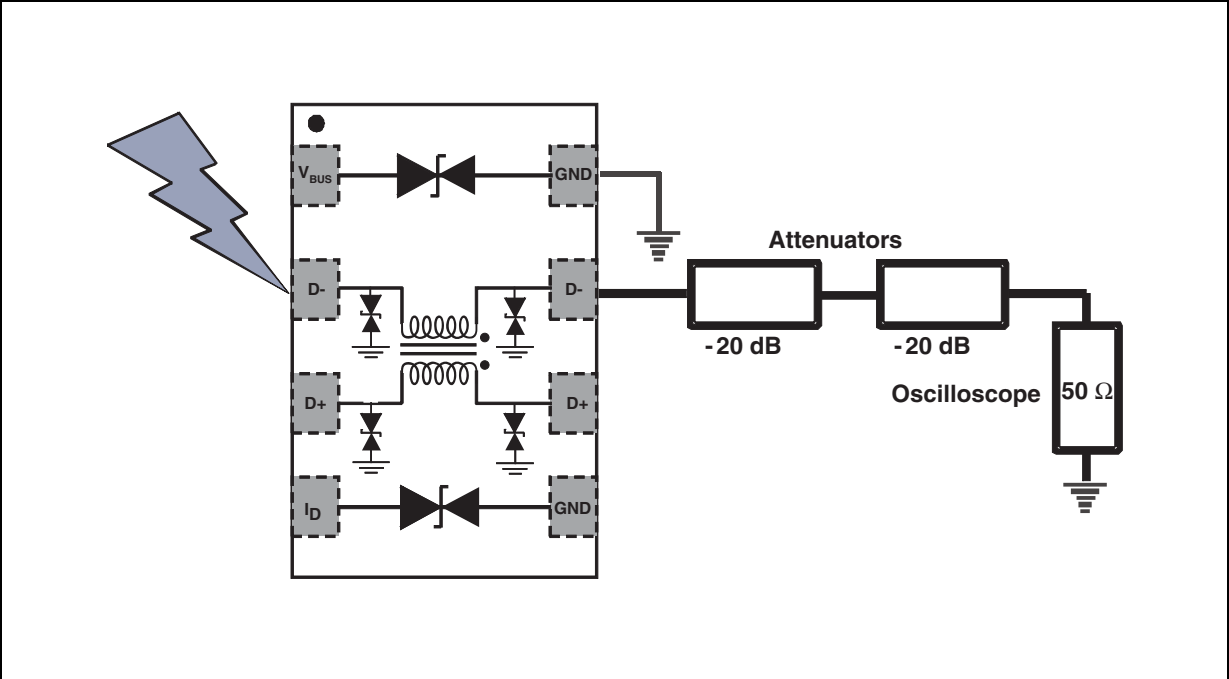 VBUS
GND
Attenuators
D-
D-
-20 dB
-20 dB
Oscilloscope
50 Ω
D+
D+
ID
GND